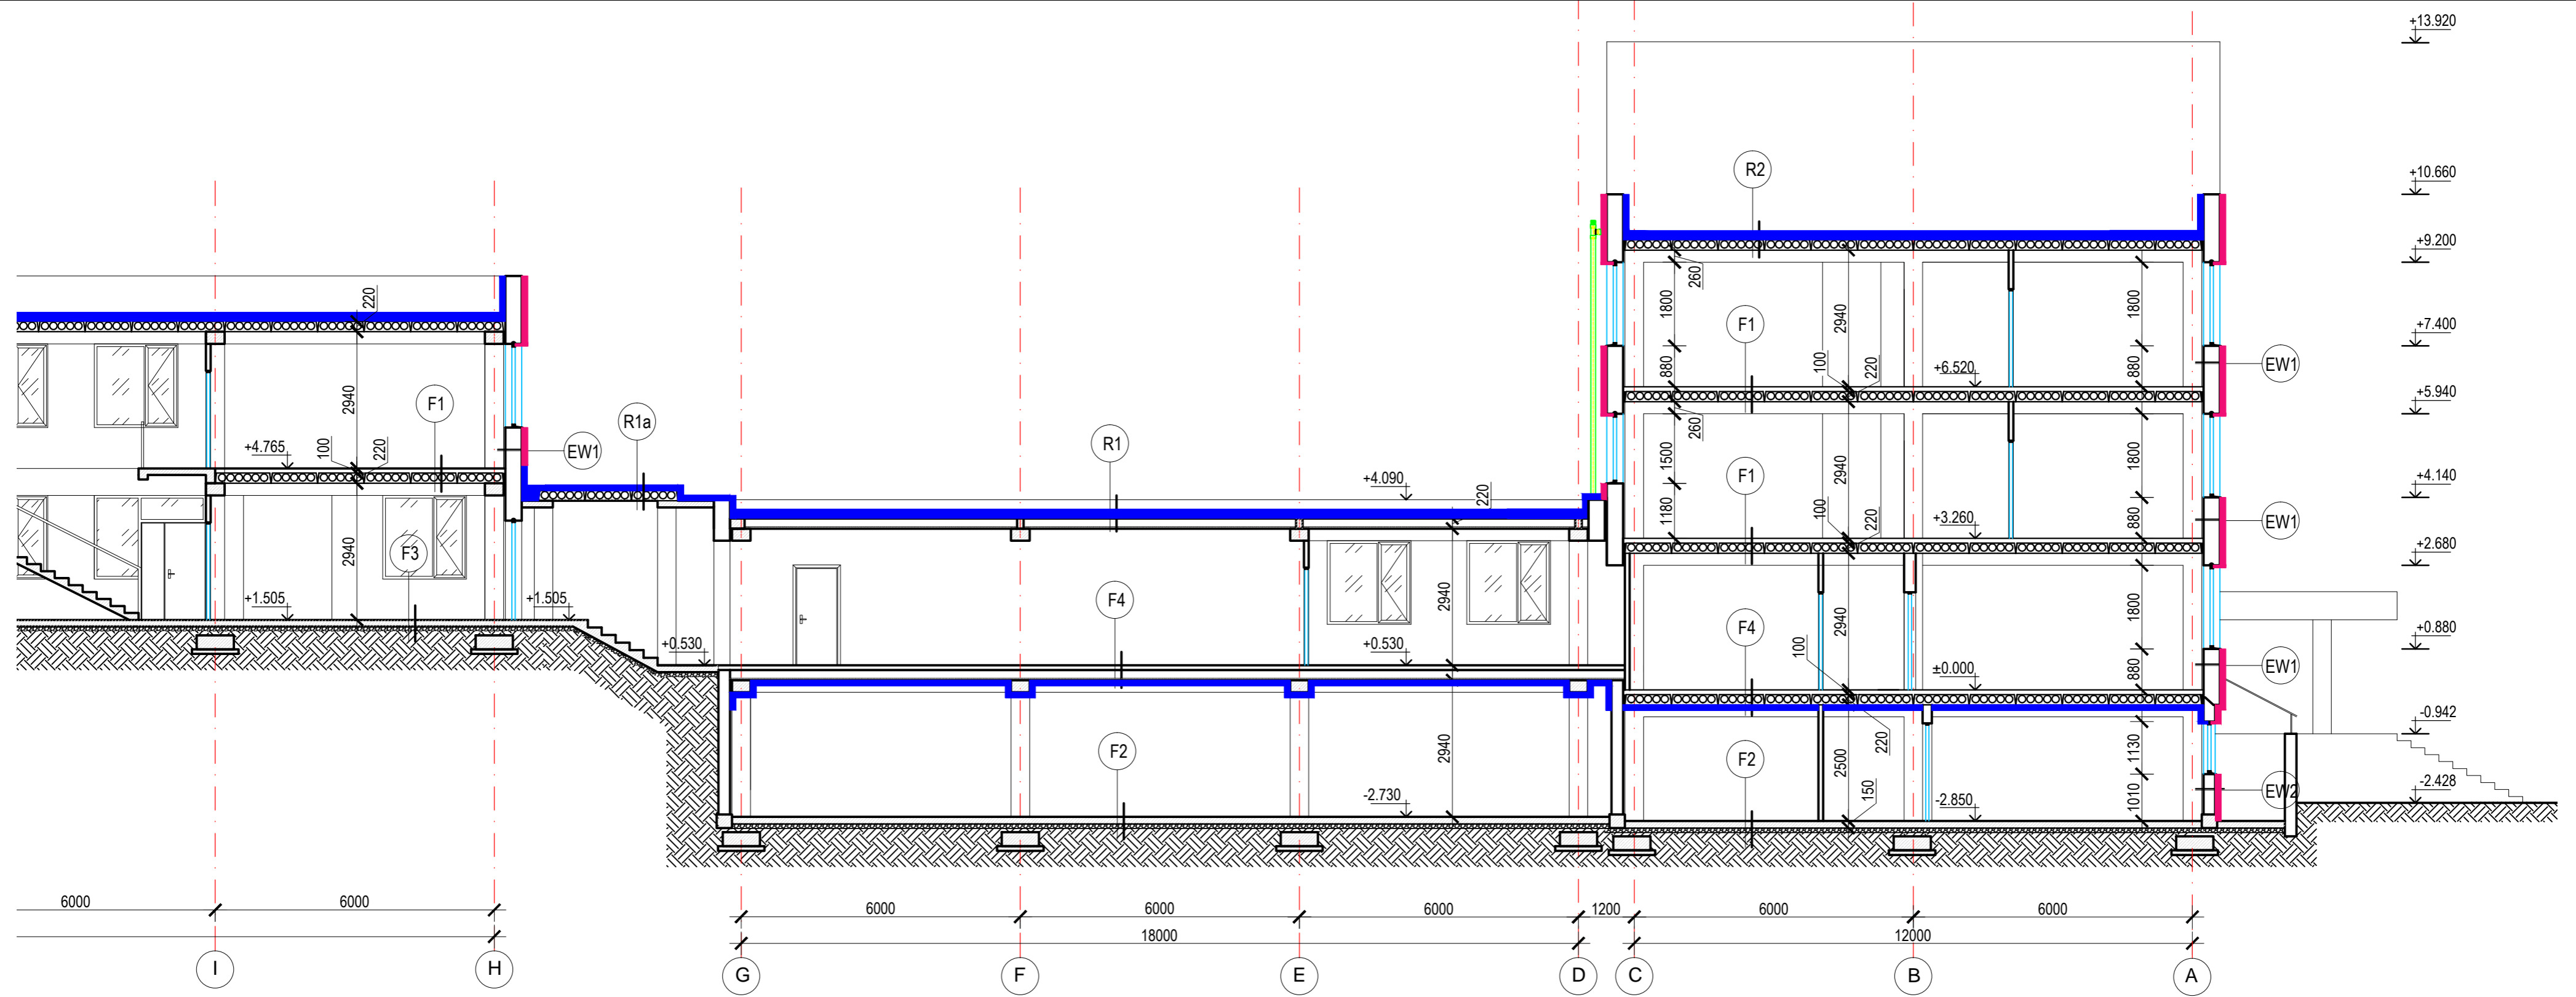 +13.920
R2
+10.660
+9.200
220
260
1800
F1
2940
1800
+7.400
880
100
220
+6.520
880
EW1
+5.940
2940
F1
R1a
R1
EW1
+4.765
100
220
260
1500
F1
2940
1800
+4.140
+4.090
220
1180
100
220
+3.260
880
EW1
F3
2940
+2.680
+1.505
+1.505
F4
2940
F4
2940
1800
+0.880
+0.530
+0.530
100
±0.000
880
EW1
-0.942
F2
2940
F2
2500
220
1130
-2.428
-2.730
150
-2.850
1010
EW2
6000
6000
6000
6000
6000
1200
6000
6000
18000
12000
I
H
G
F
E
D
C
B
A